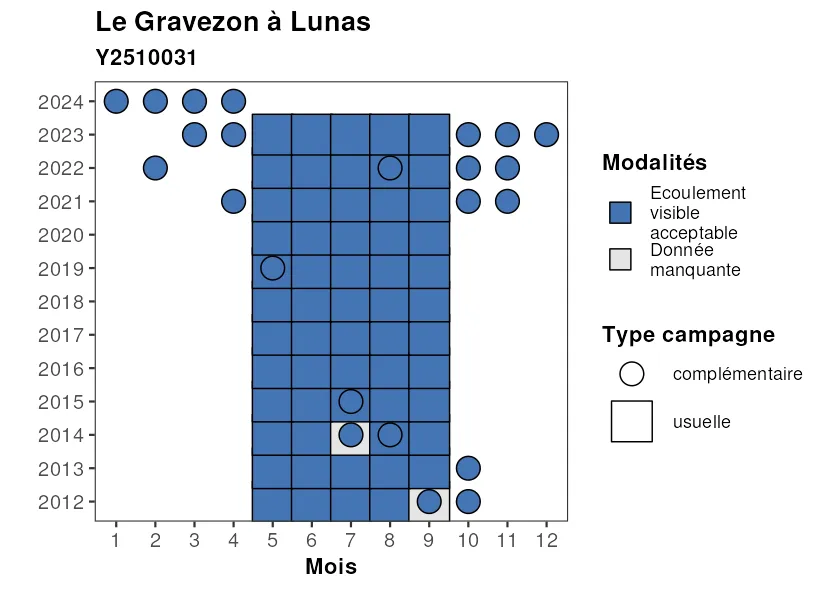 Le Gravezon à Lunas
Y2510031
2024
2023
2022
2021
2020
2019
2018
2017
2016
2015
2014
2013
2012
1 2 3 4 5 6 7 8 9 10 11 12
Mois
Modalités
Ecoulement
visible
acceptable
Donnée
manquante
Type campagne
complémentaire
usuelle